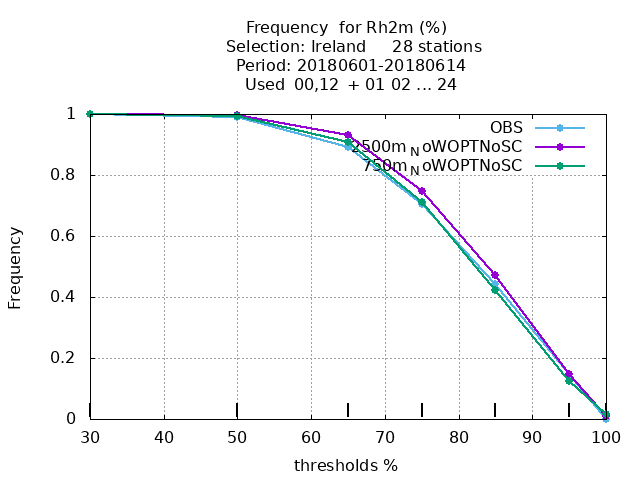 Frequency for Rh2m (%)
Selection: Ireland 28 stations
Period: 20180601-20180614
Used 00,12 + 01 02 ... 24
OBS
2500m_NoWOPTNoSC
750m_NoWOPTNoSC
1
0.8
0.6
0.4
0.2
0
Frequency
30 40 50 60 70 80 90 100
thresholds %